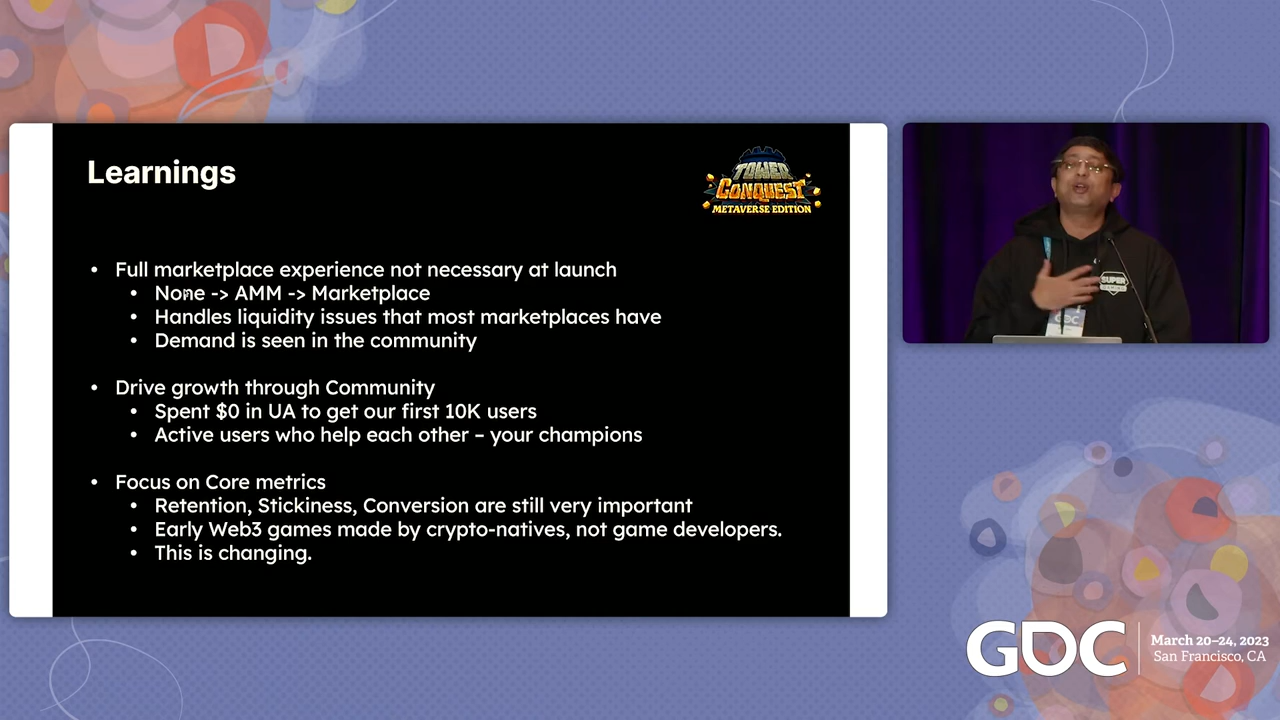 Learnings
TOWER
CONQUEST
METAVERSE EDITION
• Full marketplace experience not necessary at launch
• None -> AMM -> Marketplace
• Handles liquidity issues that most marketplaces have
• Demand is seen in the community
• Drive growth through Community
• Spent $0 in UA to get our first 10K users
• Active users who help each other – your champions
• Focus on Core metrics
• Retention, Stickiness, Conversion are still very important
• Early Web3 games made by crypto-natives, not game developers.
• This is changing.
SUPER
GDC
March 20–24, 2023
San Francisco, CA